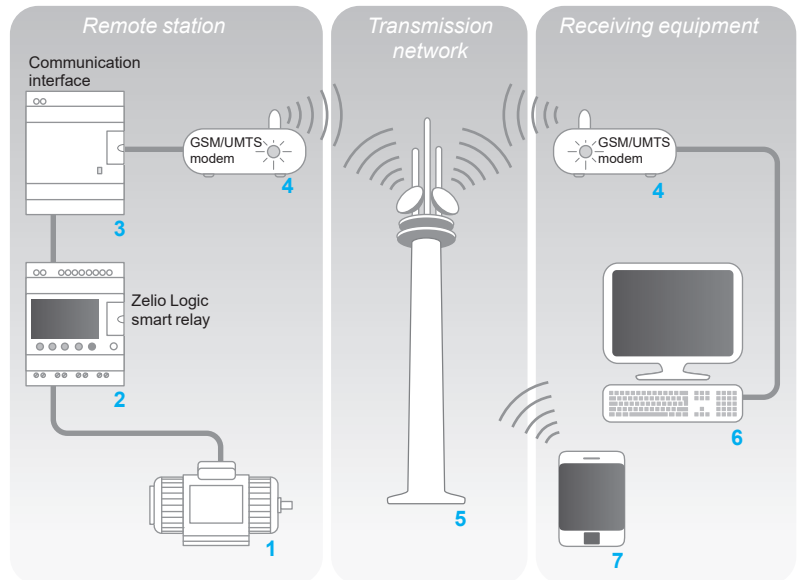 Remote station
Transmission
network
Receiving equipment
Communication
interface
GSM/UMTS
modem
4
3
GSM/UMTS
modem
4
Zelio Logic
smart relay
2
1
5
6
7